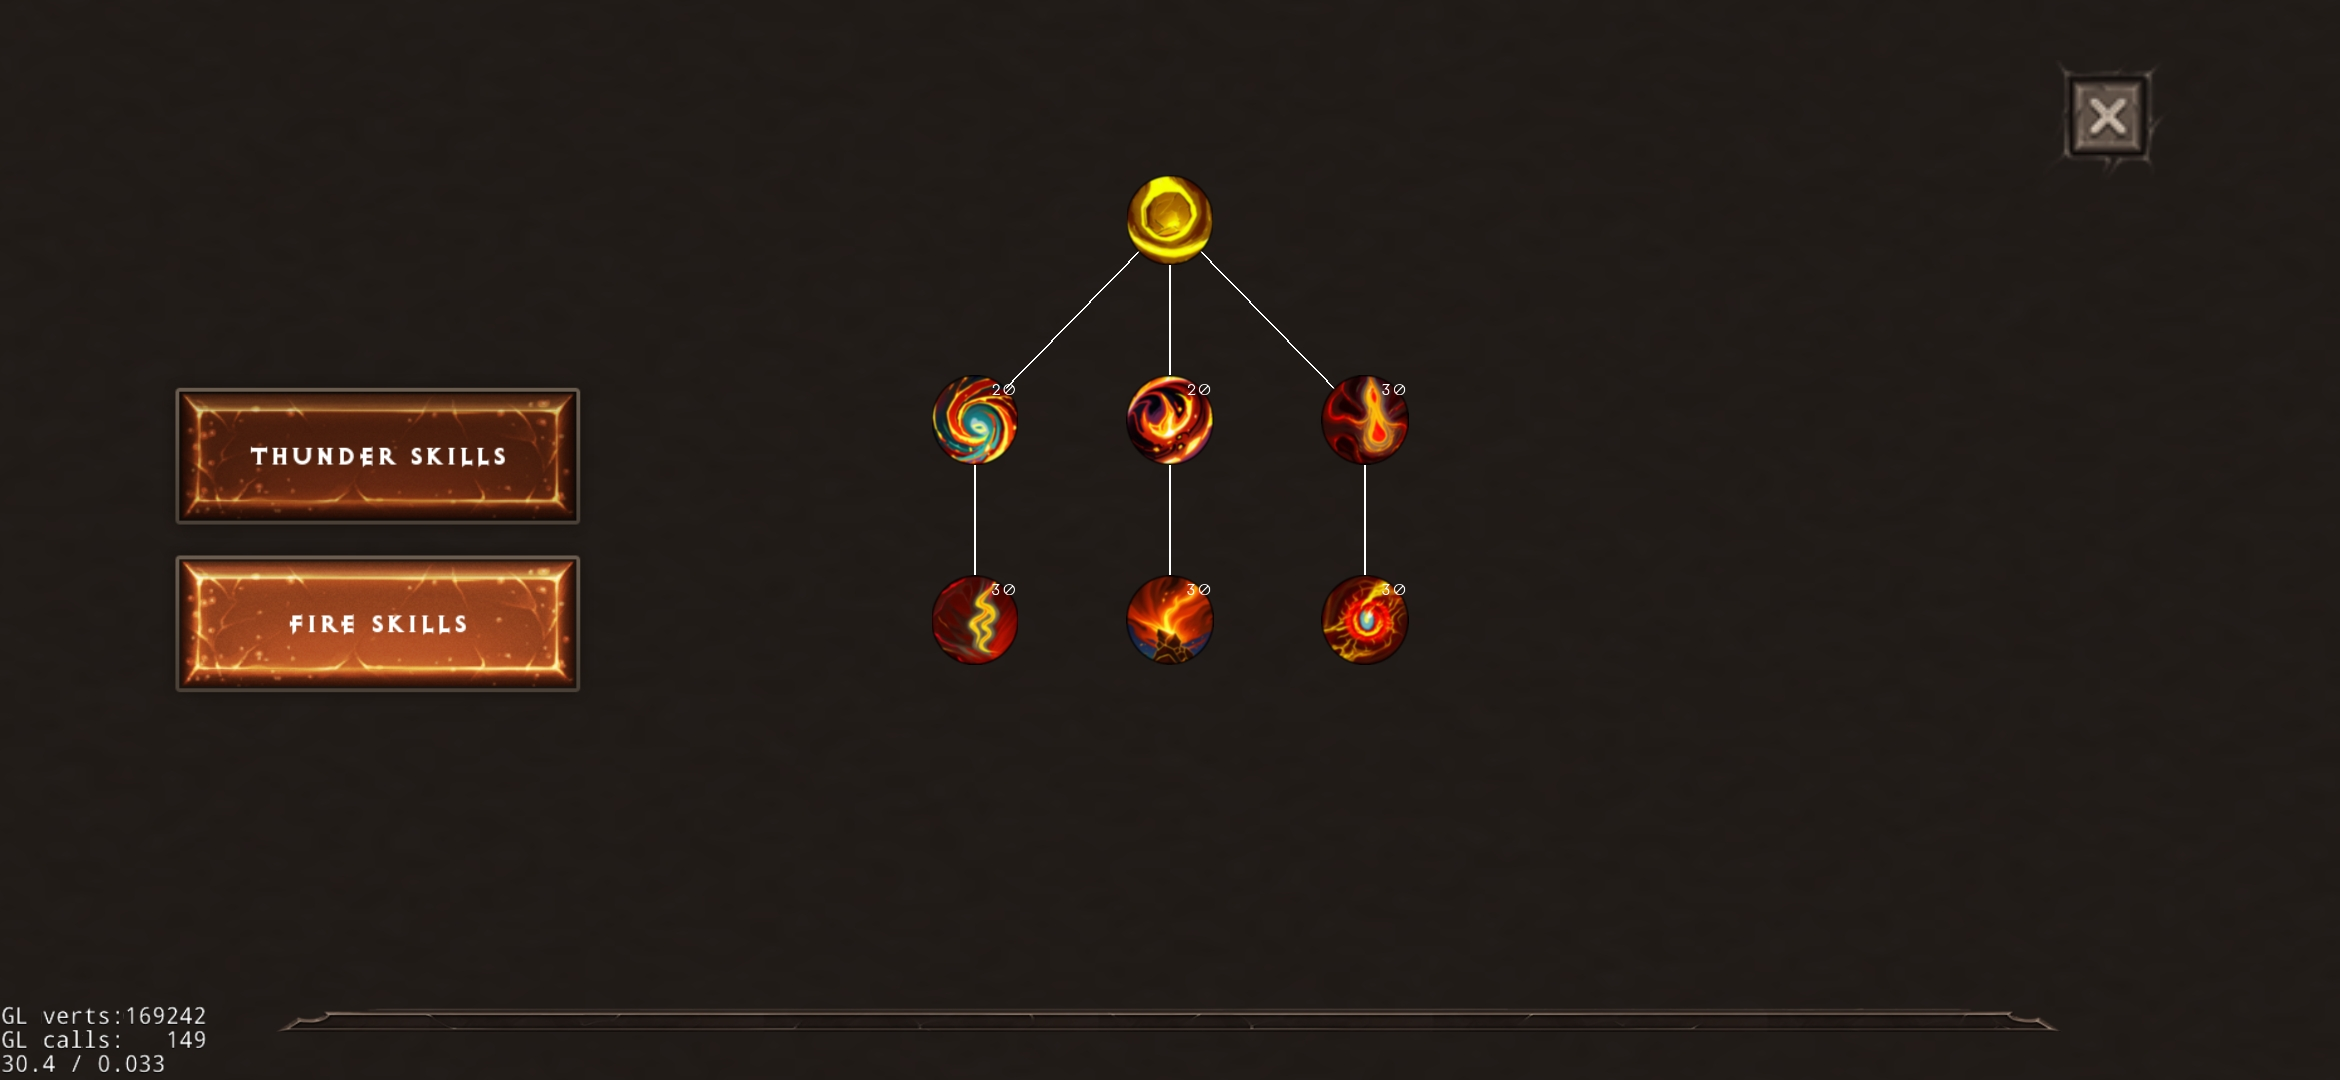 20
20
30
THUNDER SKILLS
30
30
30
FIRE SKILLS
GL verts:169242
GL calls:   149
30.4 / 0.033